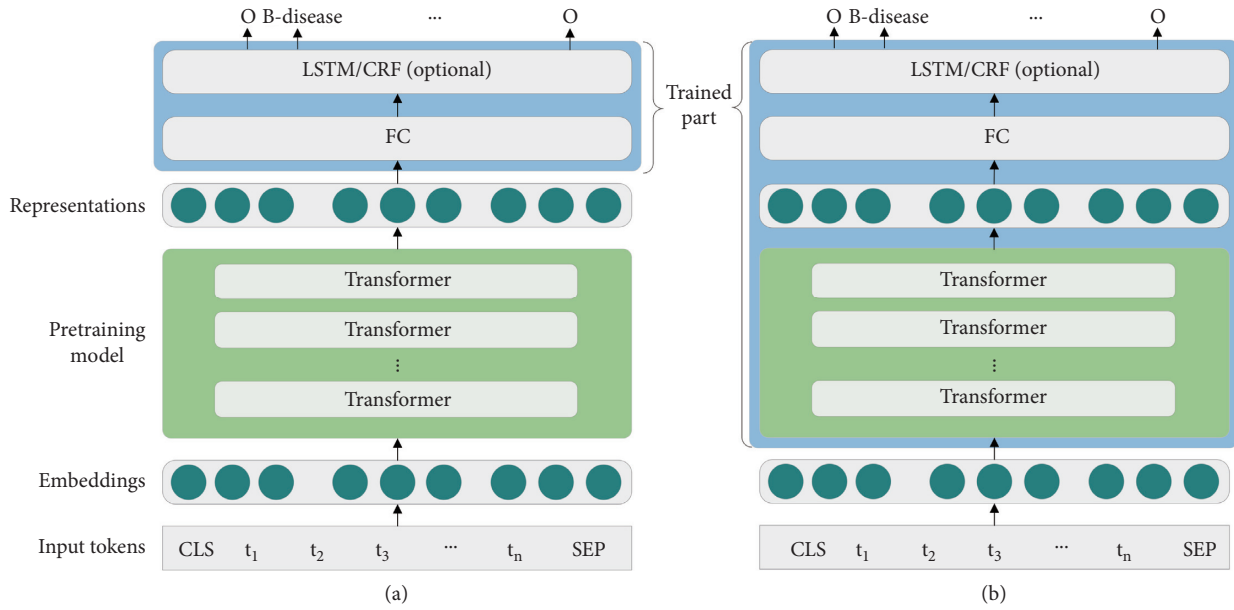 O B-disease ... O
LSTM/CRF (optional)
FC
Representations
Transformer
Transformer
...
Transformer
Pretraining
model
Embeddings
Input tokens
CLS t1 t2 t3 ... tn SEP
(a)
Trained
part
O B-disease ... O
LSTM/CRF (optional)
FC
Transformer
Transformer
...
Transformer
CLS t1 t2 t3 ... tn SEP
(b)